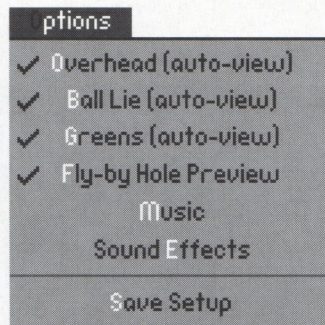 Options
✓ Overhead (auto-view)
✓ Ball Lie (auto-view)
✓ Greens (auto-view)
✓ Fly-by Hole Preview
Music
Sound Effects
Save Setup